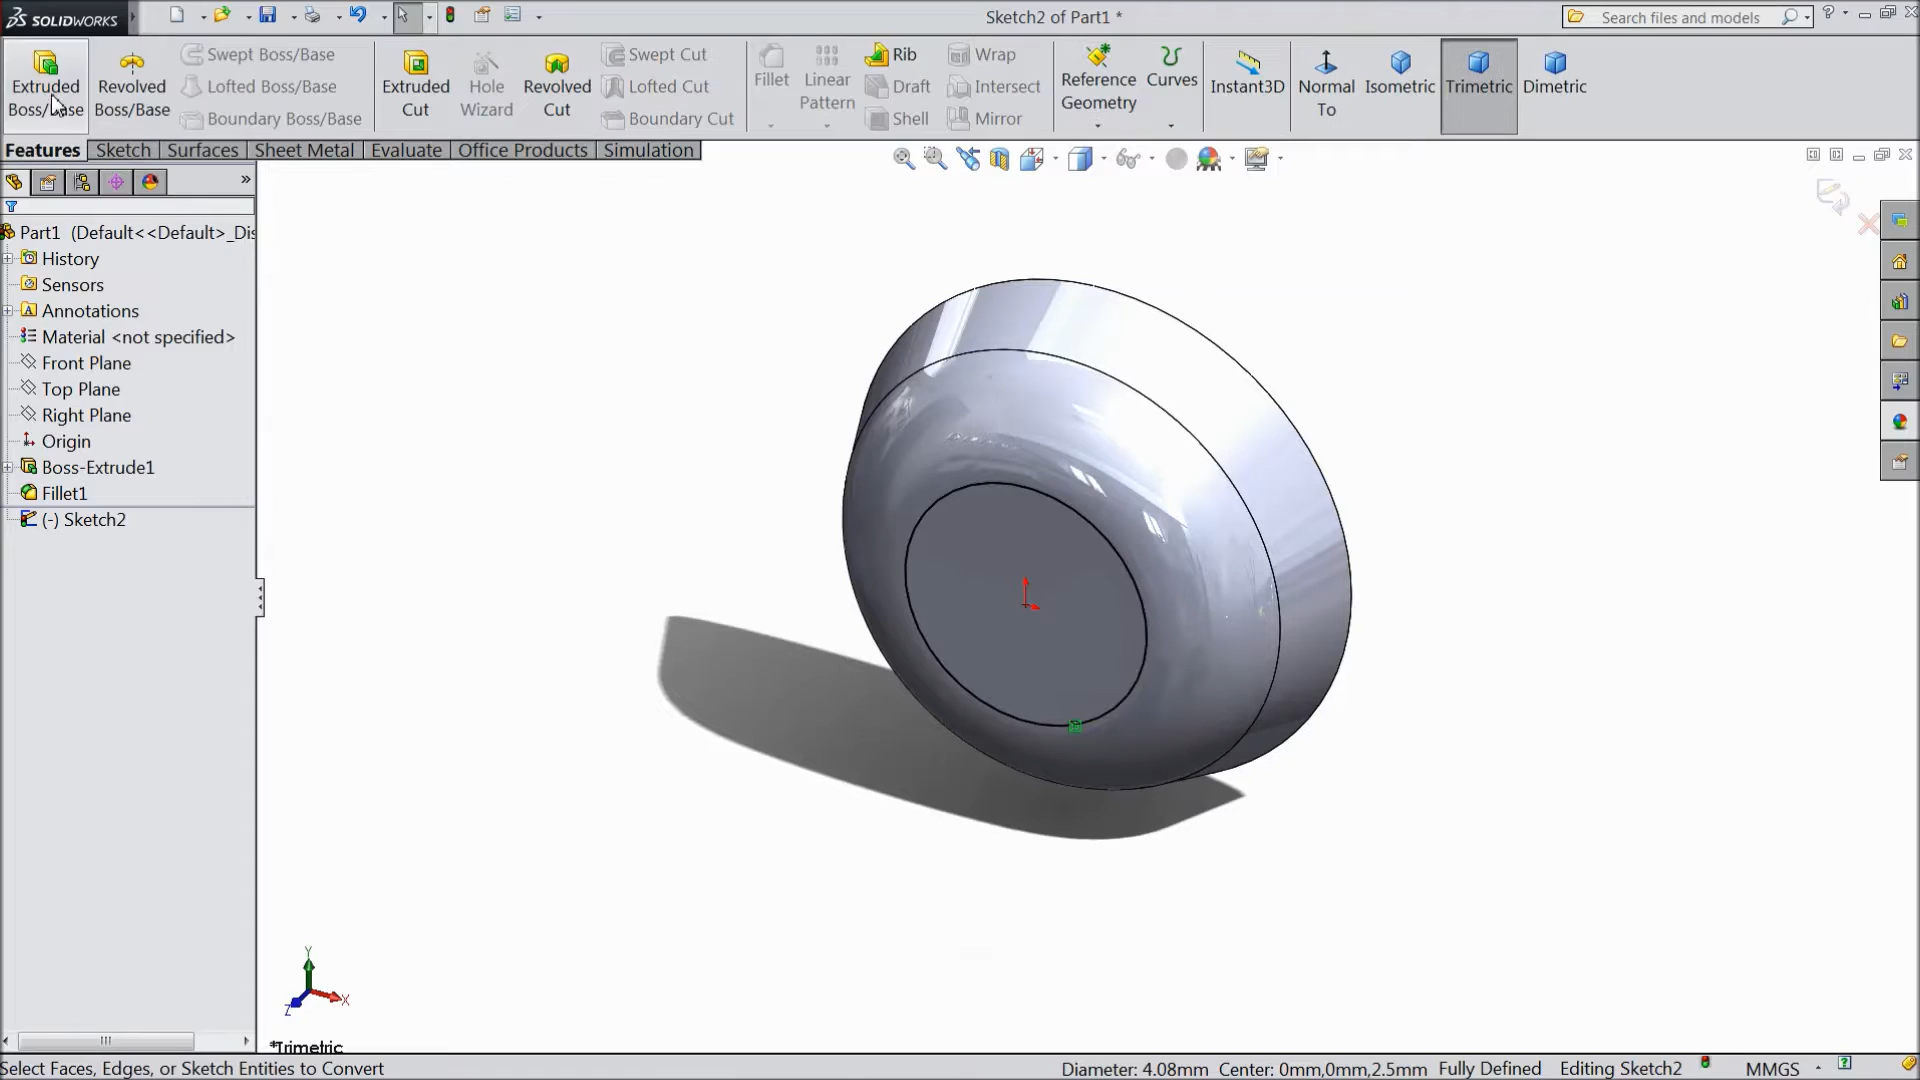 SOLIDWORKS
Sketch2 of Part1 *
Search files and models
Extruded Boss/Base
Revolved Boss/Base
Swept Boss/Base
Lofted Boss/Base
Boundary Boss/Base
Extruded Cut
Hole Wizard
Revolved Cut
Swept Cut
Lofted Cut
Boundary Cut
Fillet
Linear Pattern
Rib
Draft
Shell
Wrap
Intersect
Mirror
Reference Geometry
Curves
Instant3D
Normal To
Isometric
Trimetric
Dimetric
Features
Sketch
Surfaces
Sheet Metal
Evaluate
Office Products
Simulation
Part1 (Default<<Default>_Dis
History
Sensors
Annotations
Material <not specified>
Front Plane
Top Plane
Right Plane
Origin
Boss-Extrude1
Fillet1
(-) Sketch2
Y
X
Z
*Trimetric
Select Faces, Edges, or Sketch Entities to Convert
Diameter: 4.08mm Center: 0mm,0mm,2.5mm Fully Defined Editing Sketch2 MMGS